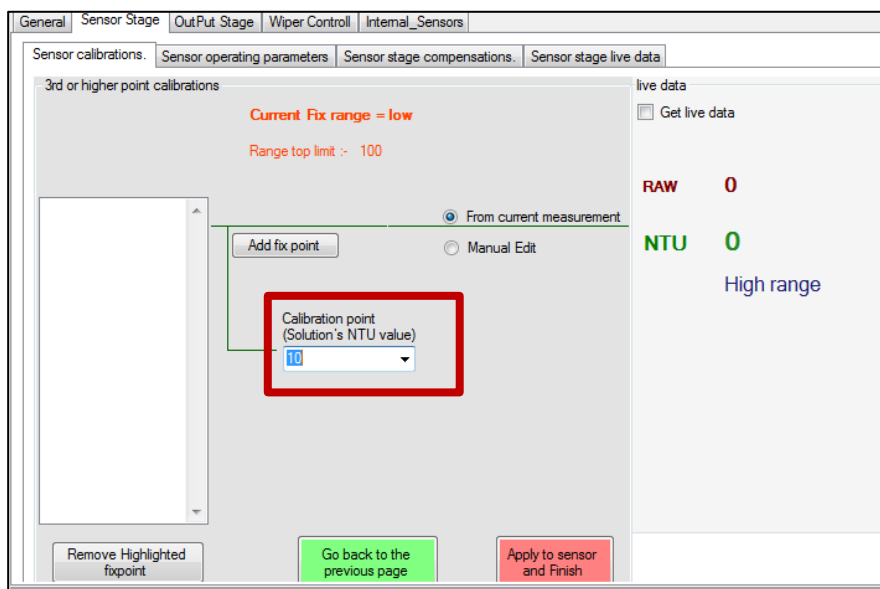 General Sensor Stage OutPut Stage Wiper Controll Internal_Sensors
Sensor calibrations. Sensor operating parameters Sensor stage compensations. Sensor stage live data
3rd or higher point calibrations
Current Fix range = low
Range top limit :- 100
From current measurement
Add fix point
Manual Edit
Calibration point
(Solution's NTU value)
10
Remove Highlighted
fixpoint
Go back to the
previous page
Apply to sensor
and Finish
live data
Get live data
RAW 0
NTU 0
High range